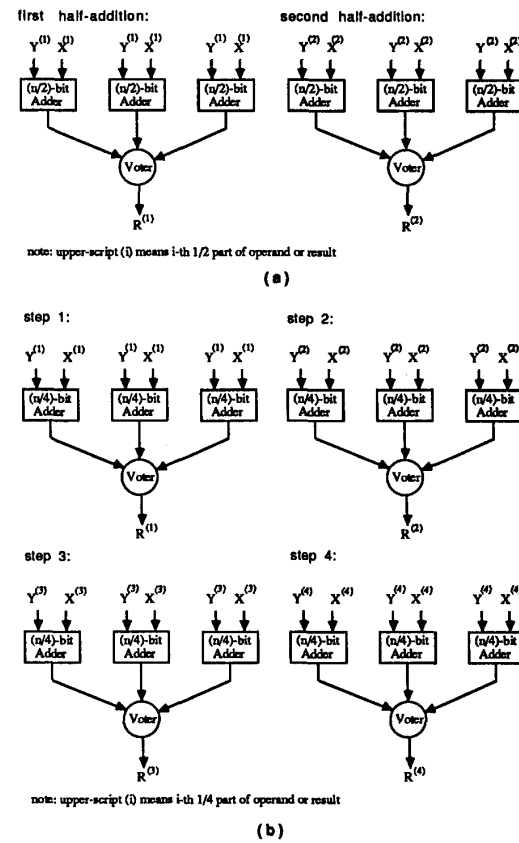 first half-addition: second half-addition:
Y(1) X(1) Y(1) X(1) Y(1) X(1) Y(2) X(2) Y(2) X(2) Y(2) X(2)
(n/2)-bit Adder (n/2)-bit Adder (n/2)-bit Adder (n/2)-bit Adder (n/2)-bit Adder (n/2)-bit Adder
Voter Voter
R(1) R(2)
note: upper-script (i) means i-th 1/2 part of operand or result
(a)
step 1: step 2:
Y(1) X(1) Y(1) X(1) Y(1) X(1) Y(2) X(2) Y(2) X(2) Y(2) X(2)
(n/4)-bit Adder (n/4)-bit Adder (n/4)-bit Adder (n/4)-bit Adder (n/4)-bit Adder (n/4)-bit Adder
Voter Voter
R(1) R(2)
step 3: step 4:
Y(3) X(3) Y(3) X(3) Y(3) X(3) Y(4) X(4) Y(4) X(4) Y(4) X(4)
(n/4)-bit Adder (n/4)-bit Adder (n/4)-bit Adder (n/4)-bit Adder (n/4)-bit Adder (n/4)-bit Adder
Voter Voter
R(3) R(4)
note: upper-script (i) means i-th 1/4 part of operand or result
(b)